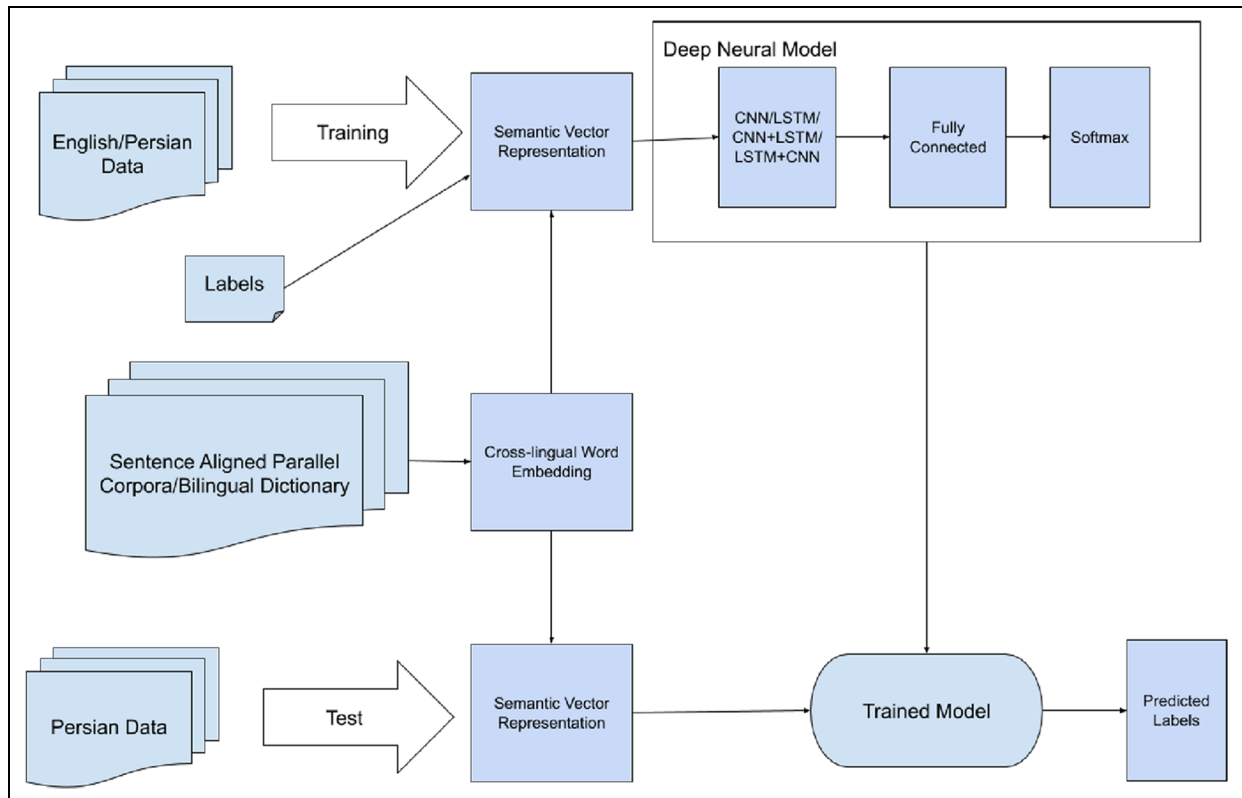 Deep Neural Model
English/Persian
Data
Training
Semantic Vector
Representation
CNN/LSTM/
CNN+LSTM/
LSTM+CNN
Fully
Connected
Softmax
Labels
Sentence Aligned Parallel
Corpora/Bilingual Dictionary
Cross-lingual Word
Embedding
Persian Data
Test
Semantic Vector
Representation
Trained Model
Predicted
Labels